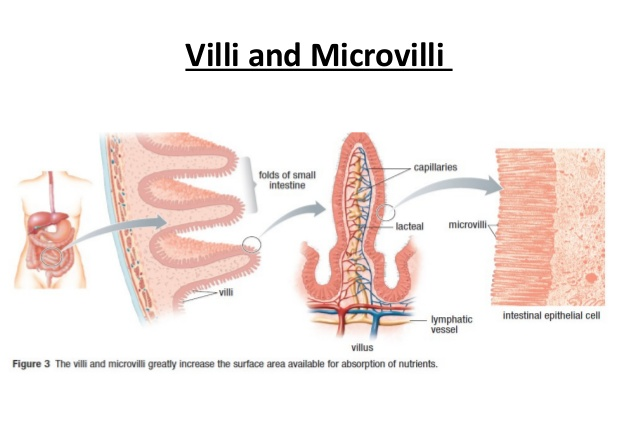 Villi and Microvilli
folds of small
intestine
villi
capillaries
lacteal
lymphatic
vessel
villus
microvilli
intestinal epithelial cell
Figure 3 The villi and microvilli greatly increase the surface area available for absorption of nutrients.